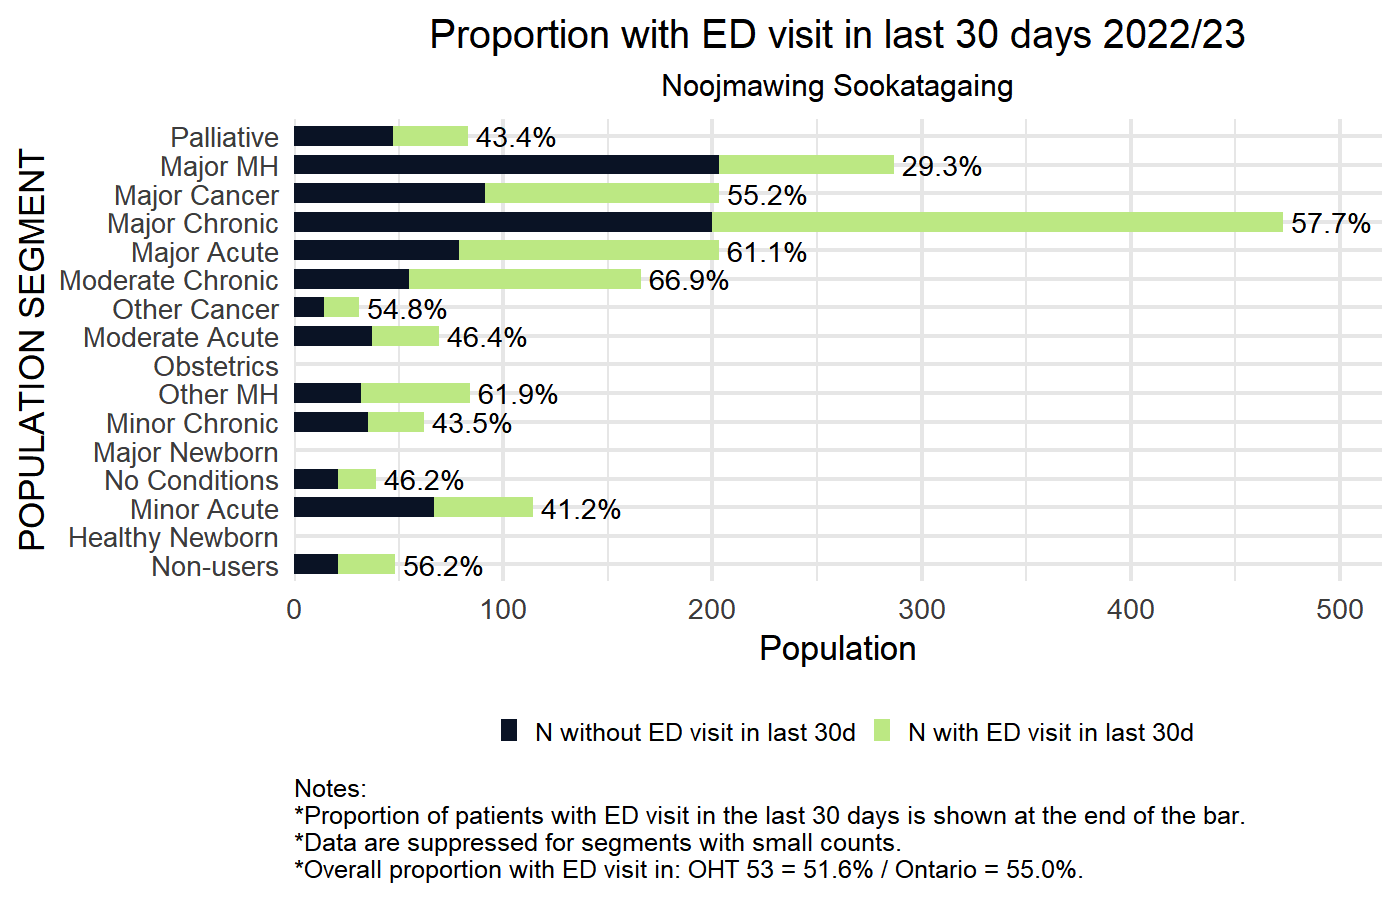 Proportion with ED visit in last 30 days 2022/23
Noojmawing Sookatagaing
POPULATION SEGMENT
Palliative 43.4%
Major MH 29.3%
Major Cancer 55.2%
Major Chronic 57.7%
Major Acute 61.1%
Moderate Chronic 66.9%
Other Cancer 54.8%
Moderate Acute 46.4%
Obstetrics
Other MH 61.9%
Minor Chronic 43.5%
Major Newborn
No Conditions 46.2%
Minor Acute 41.2%
Healthy Newborn
Non-users 56.2%
0 100 200 300 400 500
Population
N without ED visit in last 30d N with ED visit in last 30d
Notes:
*Proportion of patients with ED visit in the last 30 days is shown at the end of the bar.
*Data are suppressed for segments with small counts.
*Overall proportion with ED visit in: OHT 53 = 51.6% / Ontario = 55.0%.